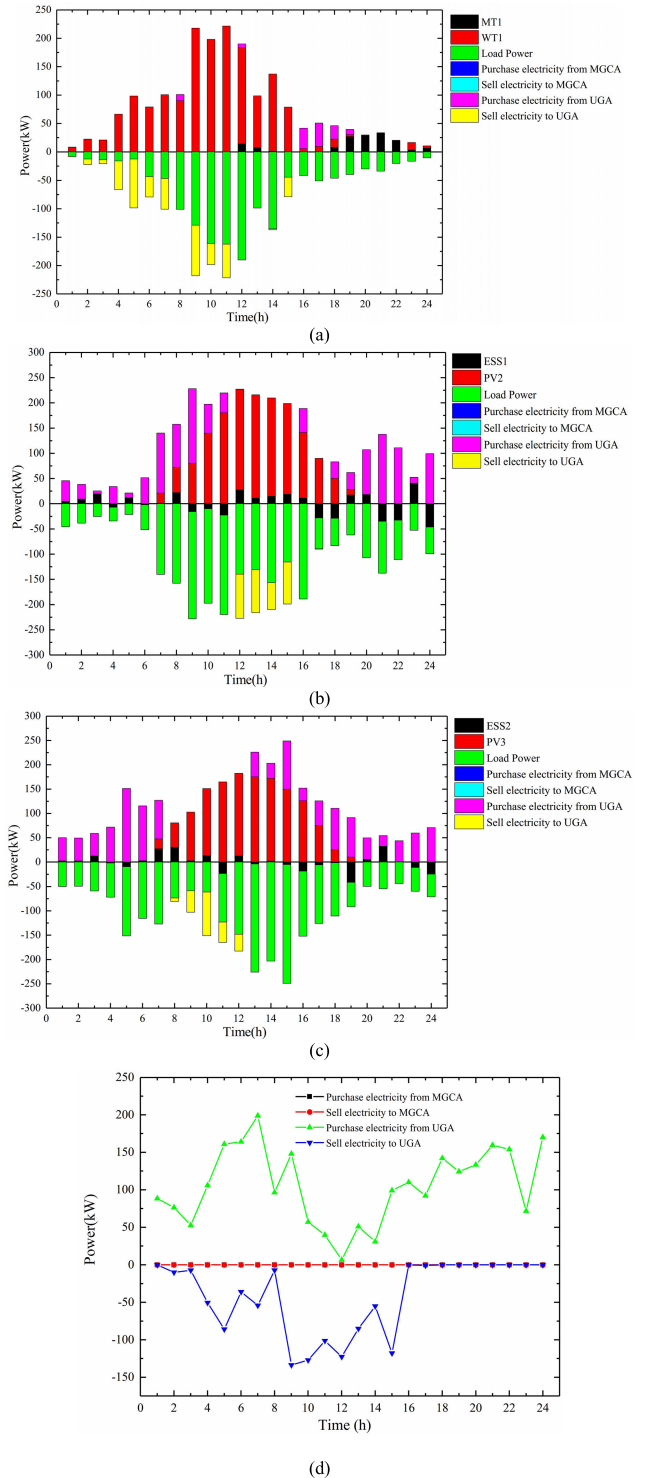 250
200
150
100
50
0
-50
-100
-150
-200
-250
Power(kW)
0 2 4 6 8 10 12 14 16 18 20 22 24
Time(h)
MT1
WT1
Load Power
Purchase electricity from MGCA
Sell electricity to MGCA
Purchase electricity from UGA
Sell electricity to UGA
(a)
300
250
200
150
100
50
0
-50
-100
-150
-200
-250
-300
Power(kW)
0 2 4 6 8 10 12 14 16 18 20 22 24
Time(h)
ESS1
PV2
Load Power
Purchase electricity from MGCA
Sell electricity to MGCA
Purchase electricity from UGA
Sell electricity to UGA
(b)
300
250
200
150
100
50
0
-50
-100
-150
-200
-250
-300
Power(kW)
0 2 4 6 8 10 12 14 16 18 20 22 24
Time(h)
ESS2
PV3
Load Power
Purchase electricity from MGCA
Sell electricity to MGCA
Purchase electricity from UGA
Sell electricity to UGA
(c)
250
200
150
100
50
0
-50
-100
-150
Power(kW)
Purchase electricity from MGCA
Sell electricity to MGCA
Purchase electricity from UGA
Sell electricity to UGA
0 2 4 6 8 10 12 14 16 18 20 22 24
Time (h)
(d)